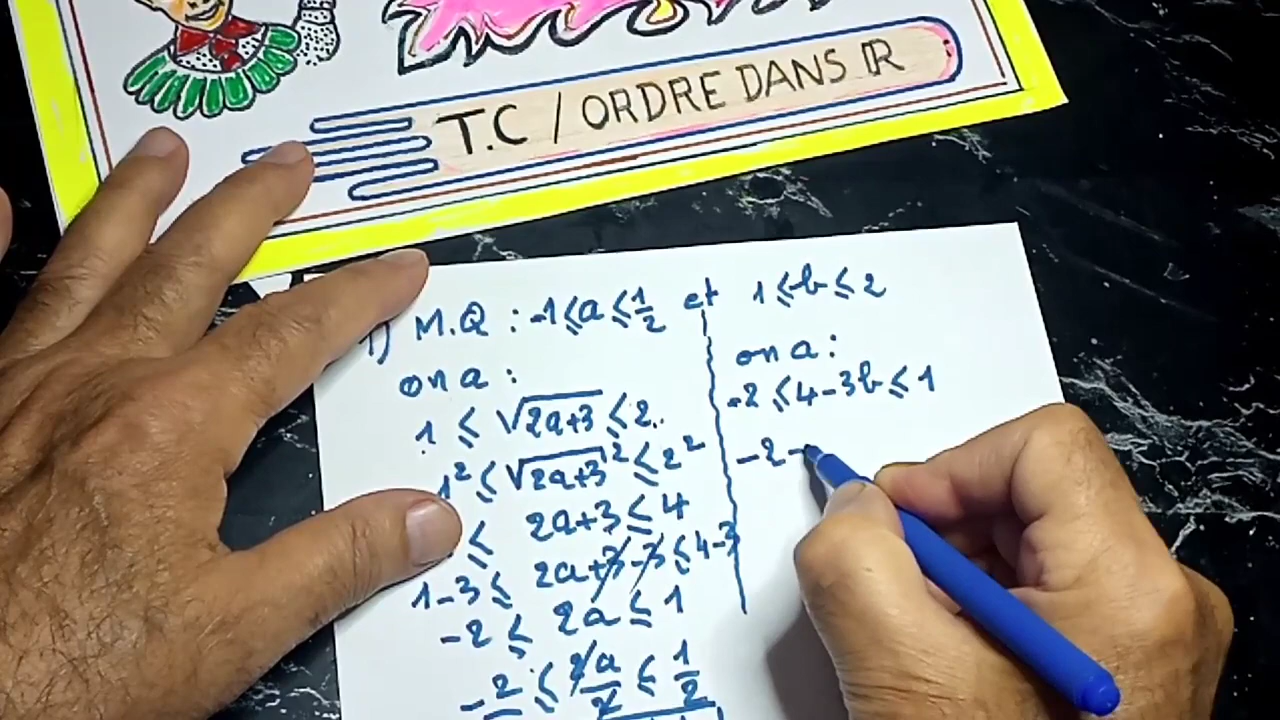 T.C / ORDRE DANS IR
1) M.Q : -1 ≤ a ≤ 1/2 et 1 ≤ b ≤ 2
on a :
1 ≤ √2a+3 ≤ 2
1² ≤ √2a+3² ≤ 2²
≤ 2a+3 ≤ 4
1-3 ≤ 2a+3-3 ≤ 4-3
-2 ≤ 2a ≤ 1
-2 ≤ 2a/2 ≤ 1/2
on a :
-2 ≤ 4-3b ≤ 1
-2-